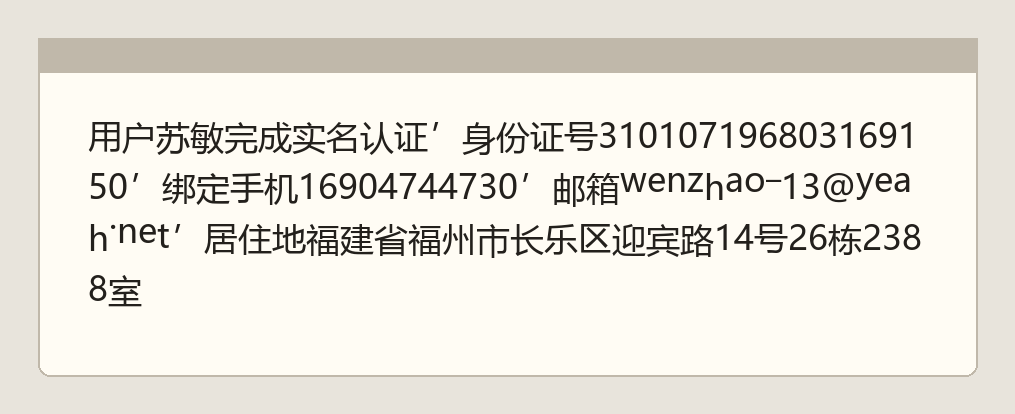 用户苏敏完成实名认证，身份证号3101071968031691
50，绑定手机16904744730，邮箱wenzhao-13@yea
h.net，居住地福建省福州市长乐区迎宾路14号26栋238
8室